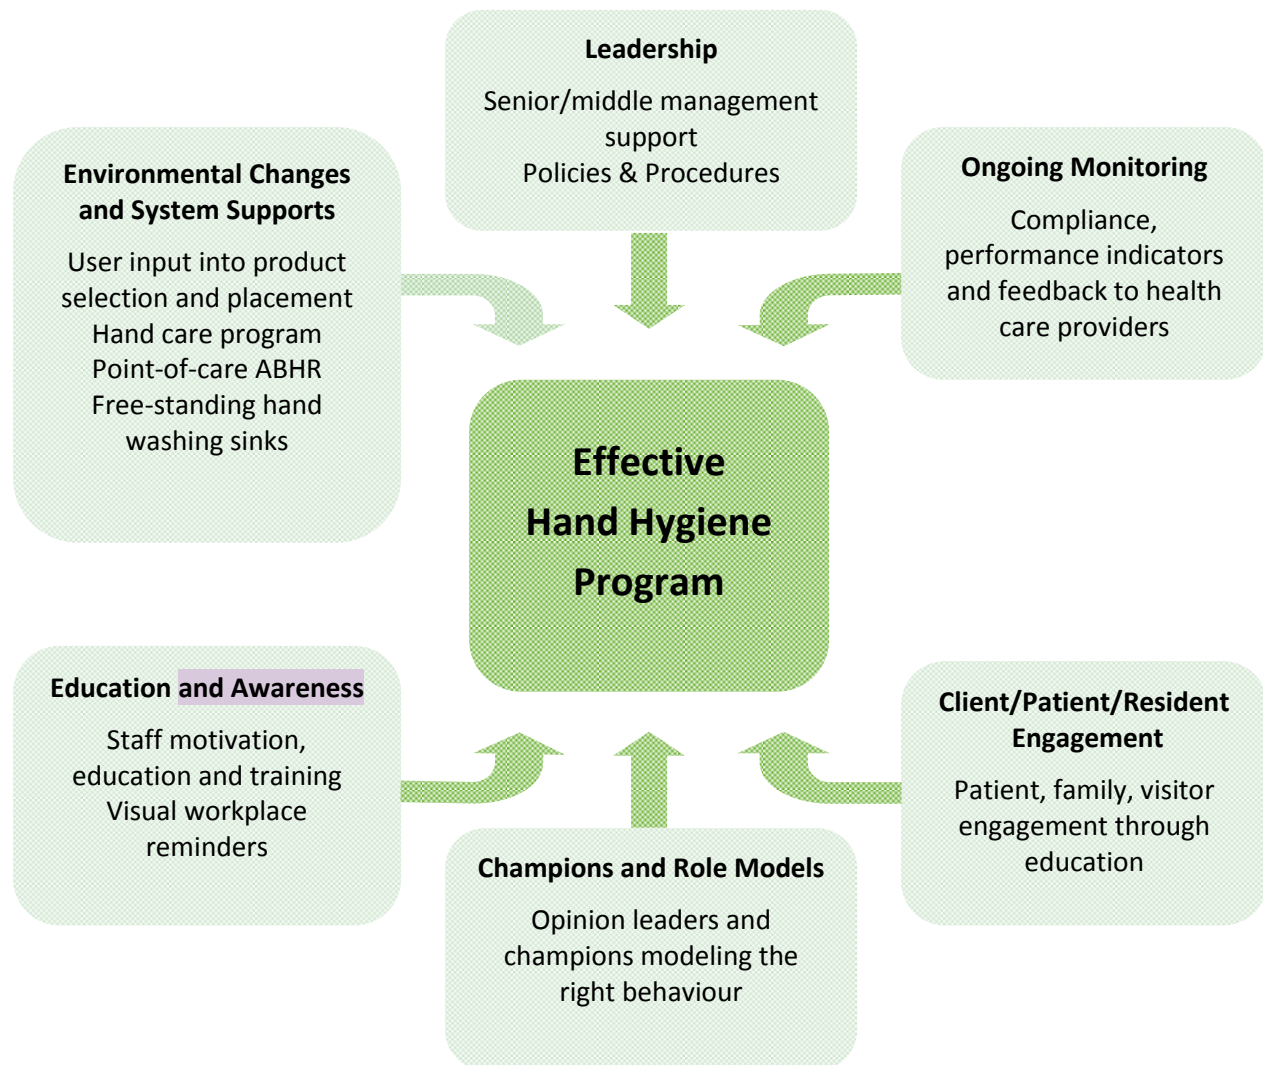 Leadership
Senior/middle management
support
Policies & Procedures
Environmental Changes
and System Supports
User input into product
selection and placement
Hand care program
Point-of-care ABHR
Free-standing hand
washing sinks
Ongoing Monitoring
Compliance,
performance indicators
and feedback to health
care providers
Effective
Hand Hygiene
Program
Education and Awareness
Staff motivation,
education and training
Visual workplace
reminders
Champions and Role Models
Opinion leaders and
champions modeling the
right behaviour
Client/Patient/Resident
Engagement
Patient, family, visitor
engagement through
education